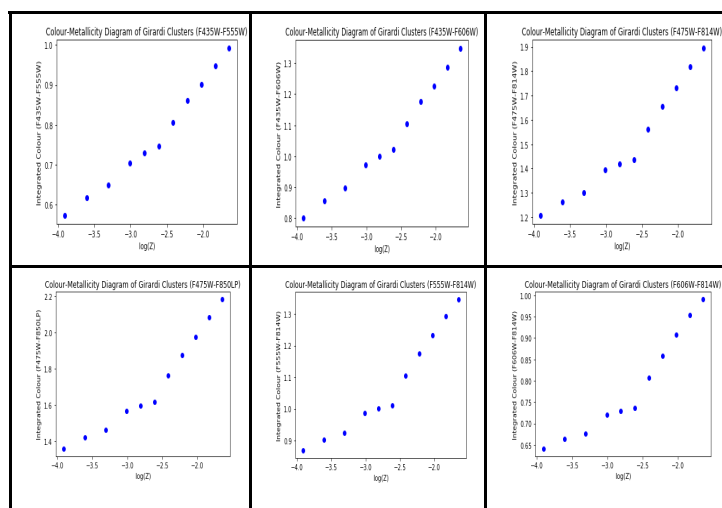 Colour-Metallicity Diagram of Girardi Clusters (F435W-F555W)
Integrated Colour (F435W-F555W)
1.0
0.9
0.8
0.7
0.6
−4.0 −3.5 −3.0 −2.5 −2.0
log(Z)
Colour-Metallicity Diagram of Girardi Clusters (F435W-F606W)
Integrated Colour (F435W-F606W)
1.3
1.2
1.1
1.0
0.9
0.8
−4.0 −3.5 −3.0 −2.5 −2.0
log(Z)
Colour-Metallicity Diagram of Girardi Clusters (F475W-F814W)
Integrated Colour (F475W-F814W)
1.9
1.8
1.7
1.6
1.5
1.4
1.3
1.2
−4.0 −3.5 −3.0 −2.5 −2.0
log(Z)
Colour-Metallicity Diagram of Girardi Clusters (F475W-F850LP)
Integrated Colour (F475W-F850LP)
2.2
2.0
1.8
1.6
1.4
−4.0 −3.5 −3.0 −2.5 −2.0
log(Z)
Colour-Metallicity Diagram of Girardi Clusters (F555W-F814W)
Integrated Colour (F555W-F814W)
1.3
1.2
1.1
1.0
0.9
−4.0 −3.5 −3.0 −2.5 −2.0
log(Z)
Colour-Metallicity Diagram of Girardi Clusters (F606W-F814W)
Integrated Colour (F606W-F814W)
1.00
0.95
0.90
0.85
0.80
0.75
0.70
0.65
−4.0 −3.5 −3.0 −2.5 −2.0
log(Z)